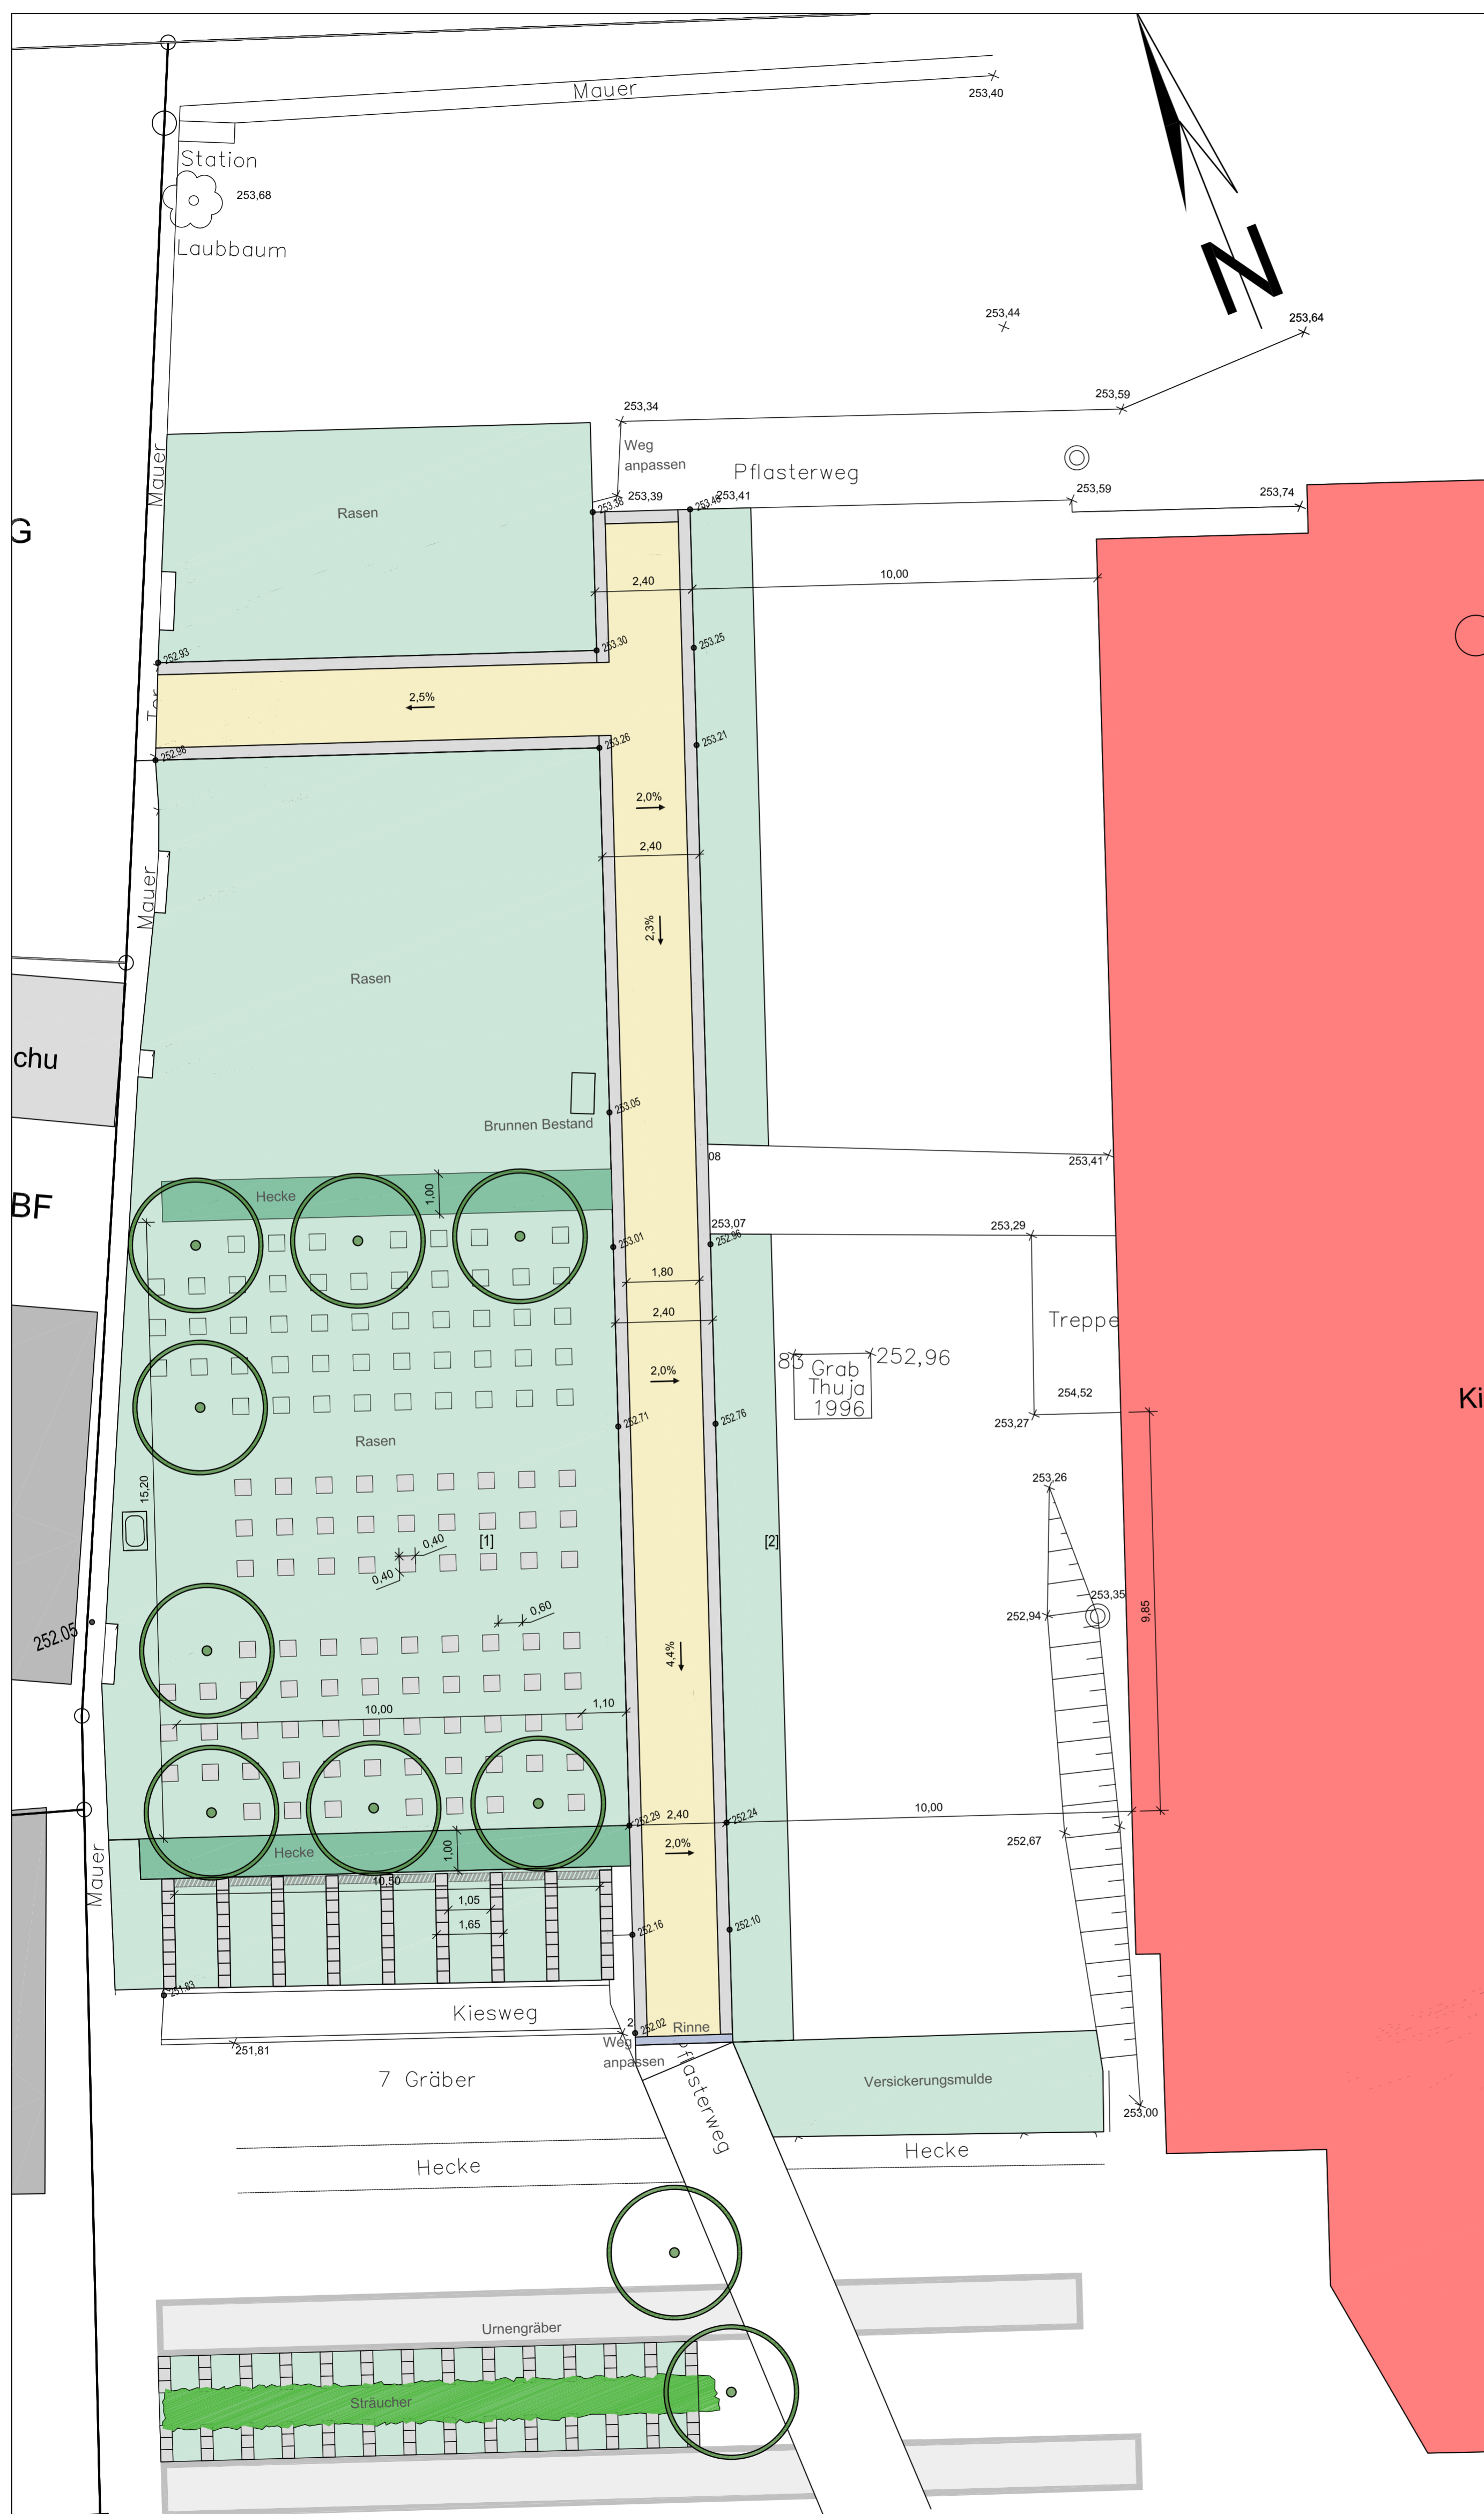 Mauer
253,40
Station
253,68
Laubbaum
N
253,44
253,64
253,59
253,34
Weg
anpassen
Pflasterweg
Mauer
253.38
253,39
253,41
253,59
253,74
Rasen
G
2,40
10,00
252.93
253.30
253.25
2,5%
252.98
253.26
253.21
2,0%
2,40
Mauer
2,3%
Rasen
chu
253.05
Brunnen Bestand
08
253,41
BF
Hecke
1,00
253.01
253,07
252.96
253,29
1,80
2,40
Treppe
2,0%
83
252,96
Grab
Thuja
1996
254,52
253,27
Ki
252.71
252.76
Rasen
15,20
253,26
[1]
[2]
0,40
0,40
0,60
252,94
253,35
9,85
252.05
4,4%
10,00
1,10
252.29
2,40
252.24
10,00
252,67
2,0%
Hecke
1,00
Mauer
10,50
1,05
1,65
252.16
252.10
251.83
Kiesweg
2
252.02
Rinne
Weg
anpassen
251,81
7 Gräber
Pflasterweg
Versickerungsmulde
253,00
Hecke
Hecke
Urnengräber
Sträucher